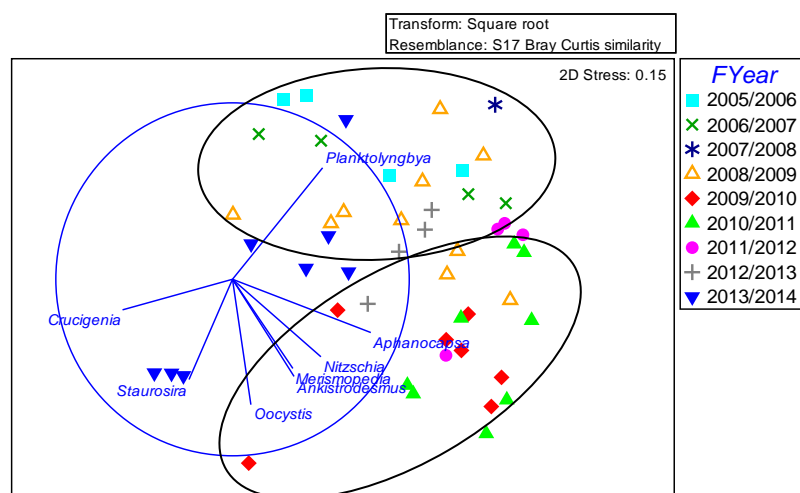 Transform: Square root
Resemblance: S17 Bray Curtis similarity
2D Stress: 0.15
FYear
2005/2006
2006/2007
2007/2008
2008/2009
2009/2010
2010/2011
2011/2012
2012/2013
2013/2014
Planktolyngbya
Crucigenia
Aphanocapsa
Nitzschia
Merismopedia
Staurosira
Ankistrodesmus
Oocystis